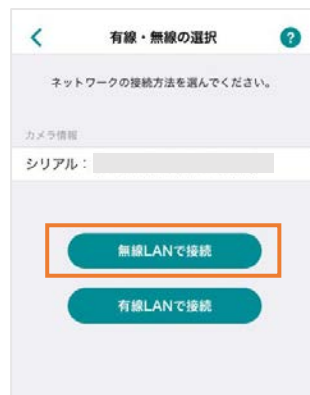 有線・無線の選択
?
ネットワークの接続方法を選んでください。
カメラ情報
シリアル：
無線LANで接続
有線LANで接続